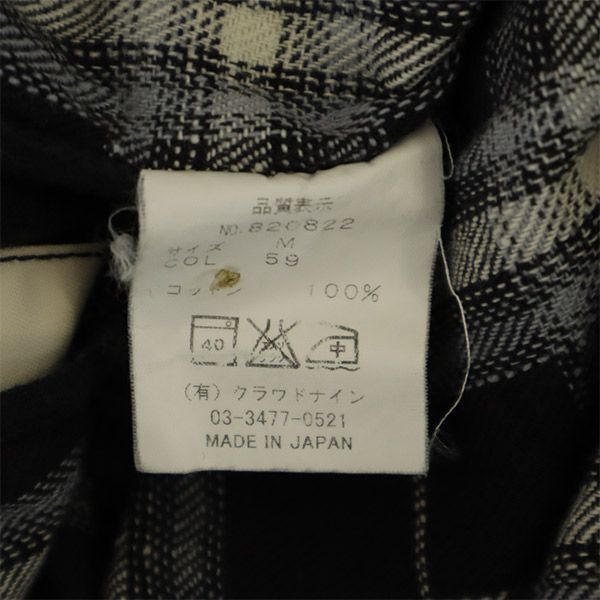 品質表示
NO. 820822
サイズ M
COL 59
コットン 100%
40 中
(有) クラウドナイン
03-3477-0521
MADE IN JAPAN